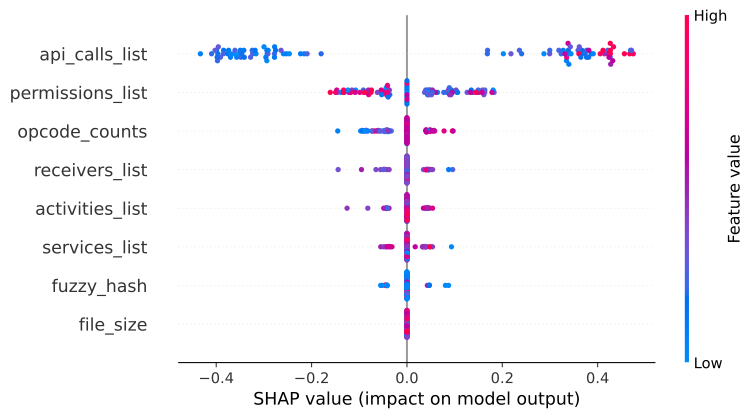 High
api_calls_list
permissions_list
opcode_counts
receivers_list
activities_list
services_list
fuzzy_hash
file_size
Feature value
Low
−0.4 −0.2 0.0 0.2 0.4
SHAP value (impact on model output)